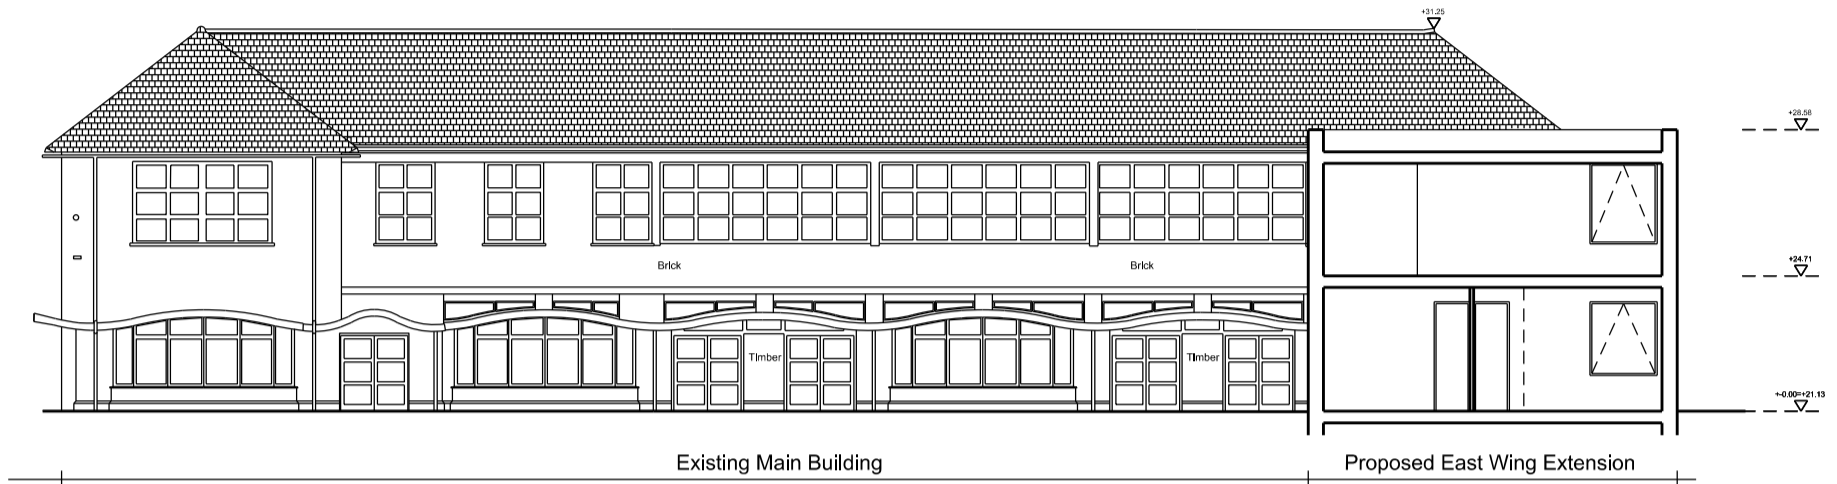 +31.25
+28.58
Brick
Brick
+24.71
Timber
Timber
+-0.00=+21.13
Existing Main Building
Proposed East Wing Extension